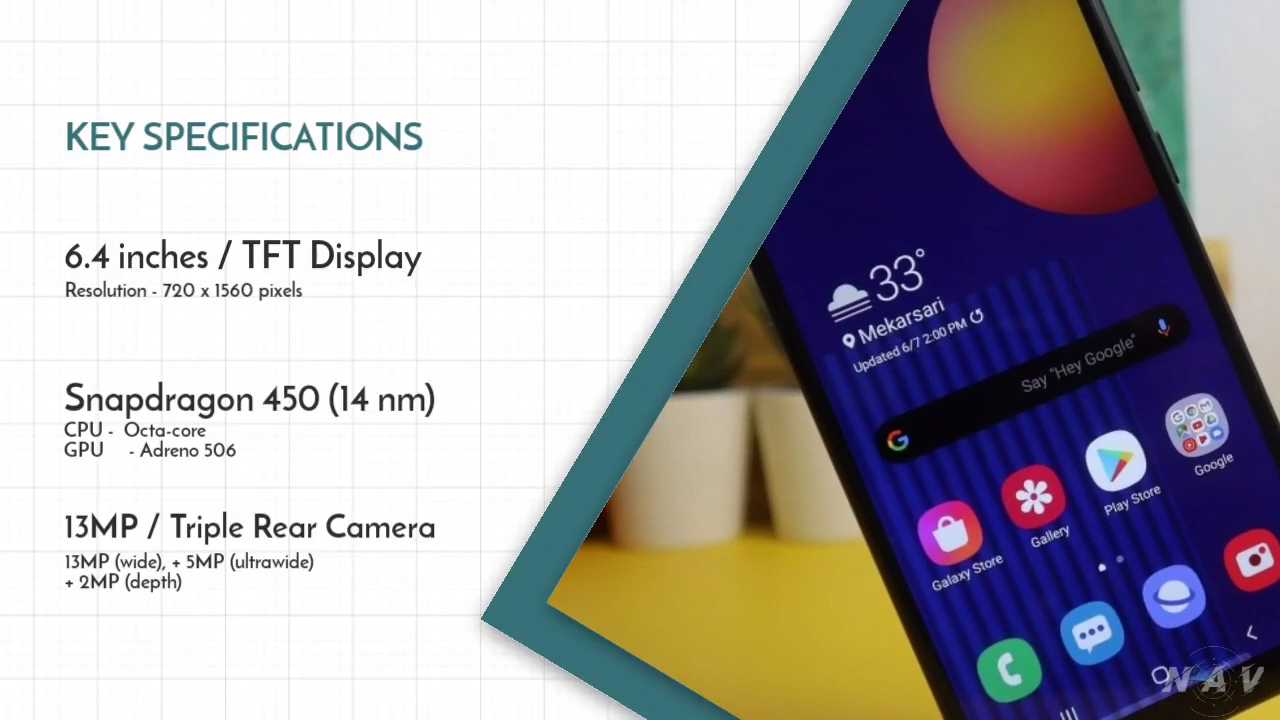 KEY SPECIFICATIONS
6.4 inches / TFT Display
Resolution - 720 x 1560 pixels
Snapdragon 450 (14 nm)
CPU - Octa-core
GPU - Adreno 506
13MP / Triple Rear Camera
13MP (wide), + 5MP (ultrawide)
+ 2MP (depth)
33°
Mekarsari
Updated 6/7 2:00 PM
Say "Hey Google"
Galaxy Store
Gallery
Play Store
Google
NAV